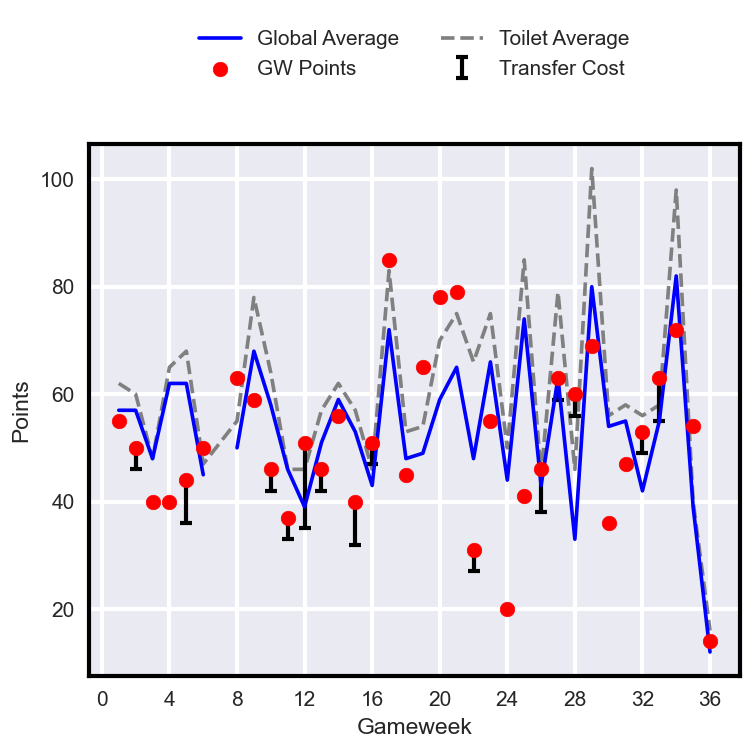 Global Average Toilet Average
GW Points Transfer Cost
100
80
60
40
20
Points
0 4 8 12 16 20 24 28 32 36
Gameweek